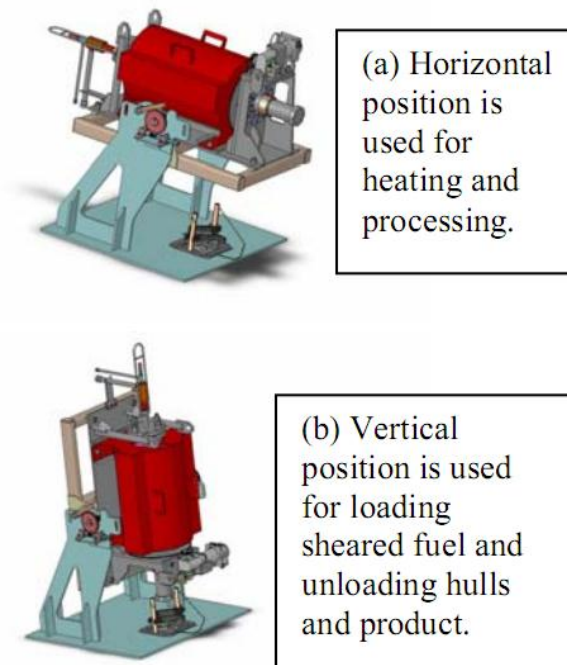 (a) Horizontal
position is
used for
heating and
processing.
(b) Vertical
position is used
for loading
sheared fuel and
unloading hulls
and product.